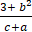 3+ b²
c+a